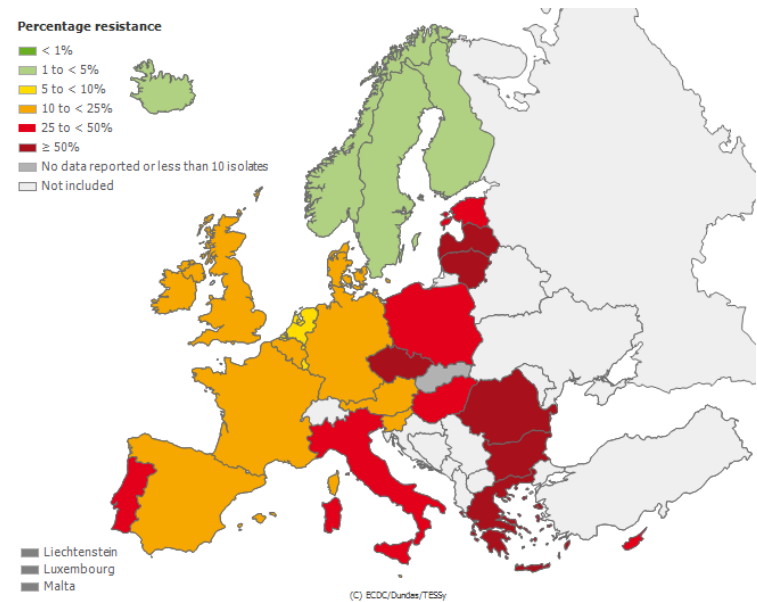 Percentage resistance
< 1%
1 to < 5%
5 to < 10%
10 to < 25%
25 to < 50%
≥ 50%
No data reported or less than 10 isolates
Not included
Liechtenstein
Luxembourg
Malta
(C) ECDC/Dundas/TESSy